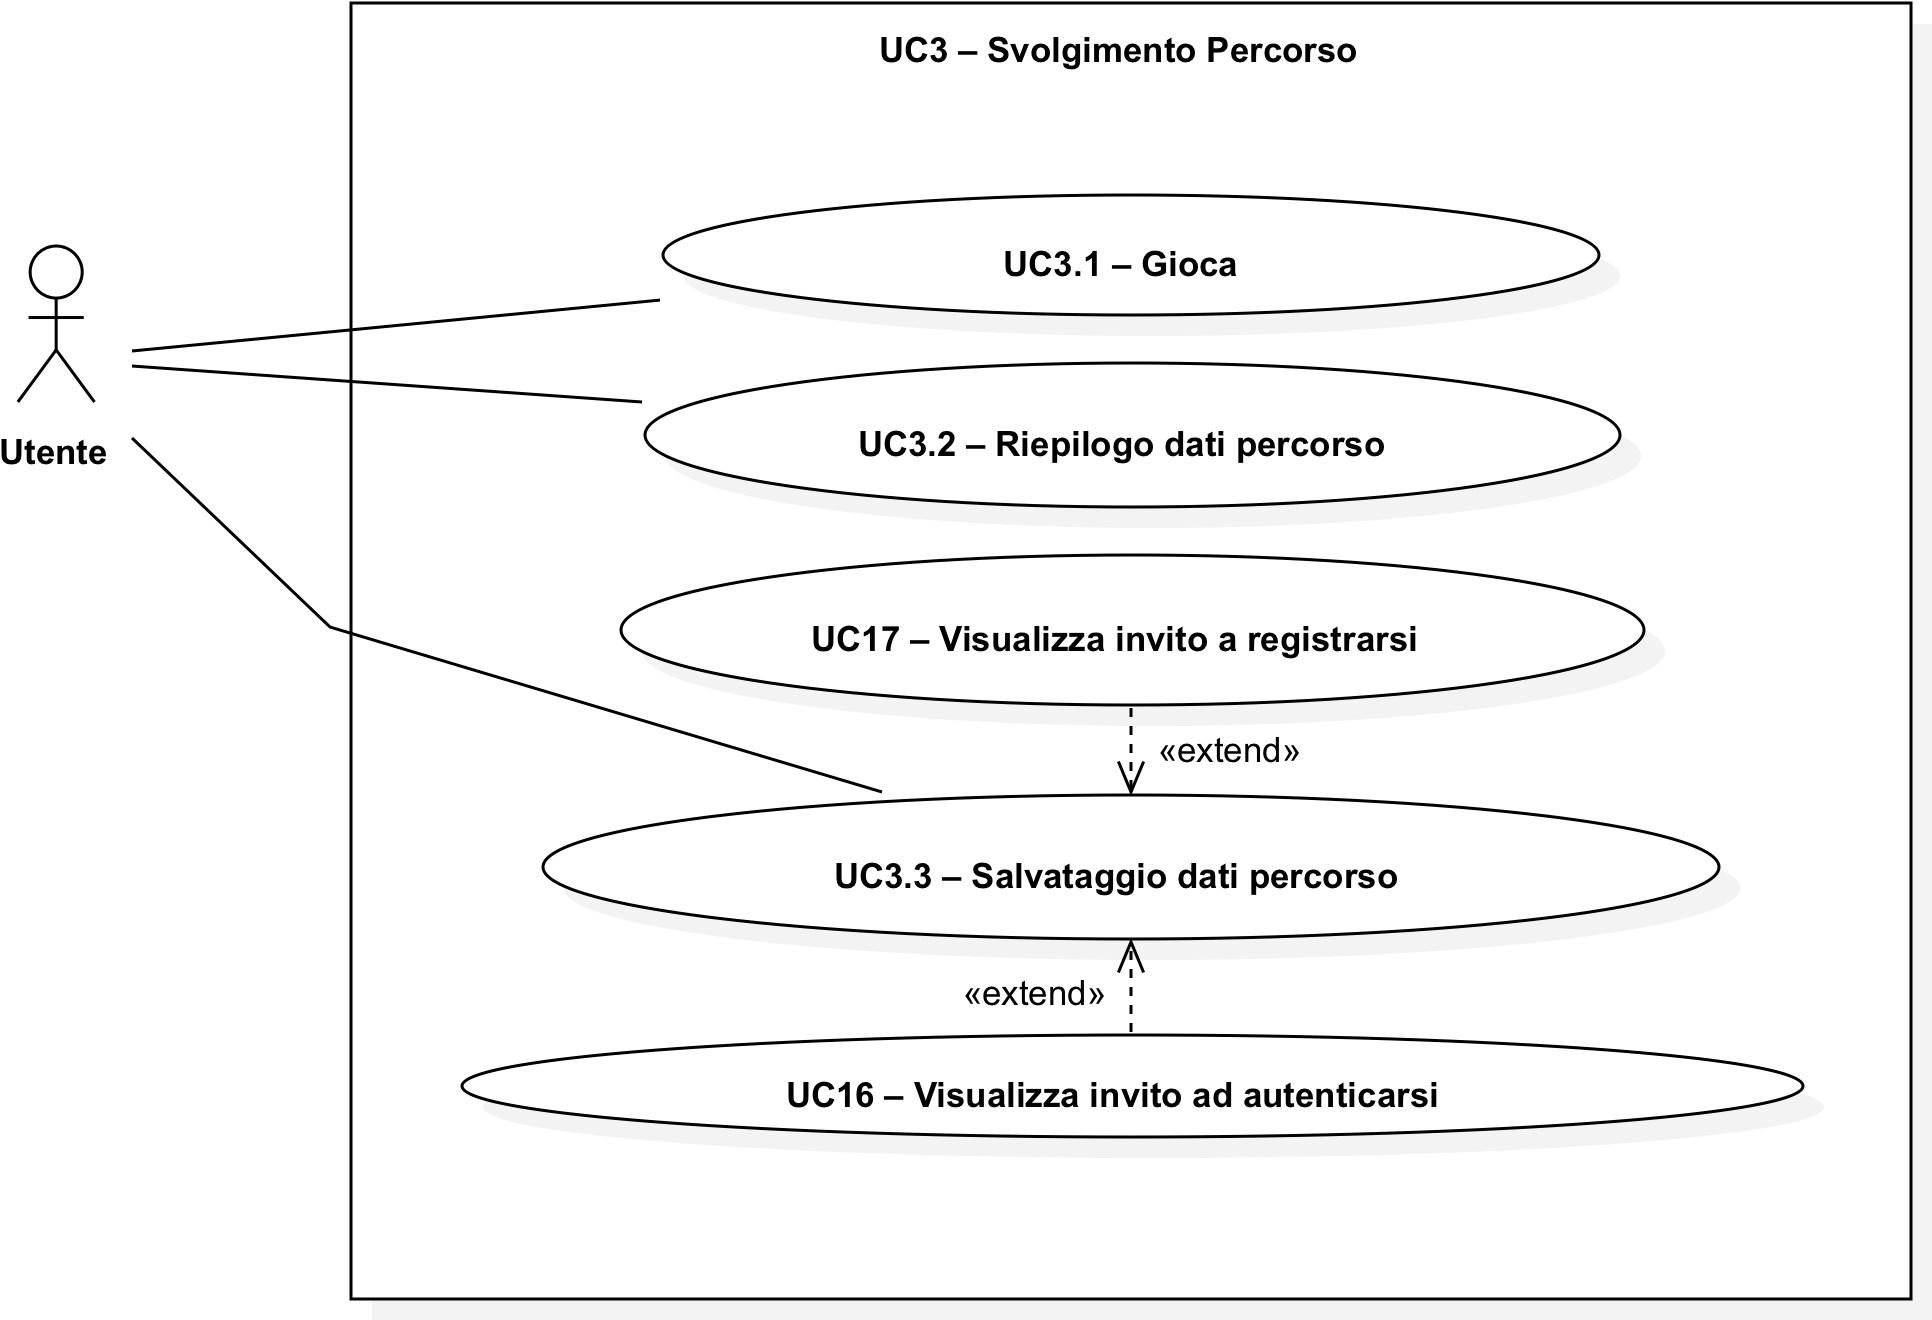 UC3 – Svolgimento Percorso
UC3.1 – Gioca
UC3.2 – Riepilogo dati percorso
Utente
UC17 – Visualizza invito a registrarsi
«extend»
UC3.3 – Salvataggio dati percorso
«extend»
UC16 – Visualizza invito ad autenticarsi